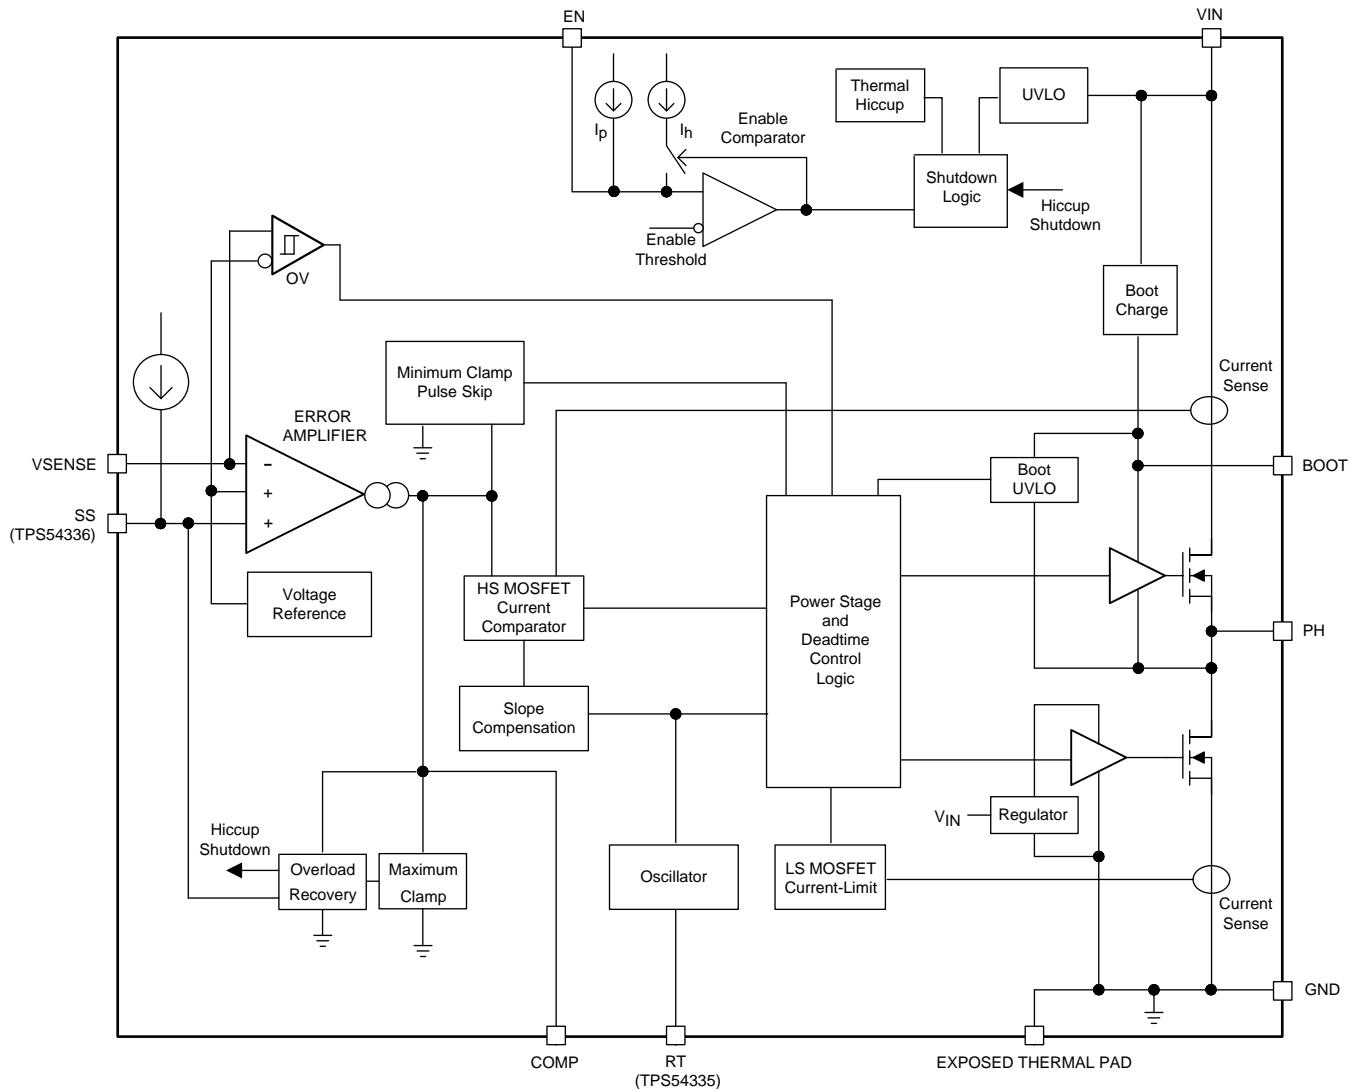 EN
VIN
Thermal
Hiccup
UVLO
Ip
Ih
Enable
Comparator
Shutdown
Logic
Hiccup
Shutdown
Enable
Threshold
OV
Boot
Charge
Minimum Clamp
Pulse Skip
Current
Sense
ERROR
AMPLIFIER
VSENSE
−
+
+
SS
(TPS54336)
Boot
UVLO
BOOT
Voltage
Reference
HS MOSFET
Current
Comparator
Power Stage
and
Deadtime
Control
Logic
PH
Slope
Compensation
VIN
Regulator
Hiccup
Shutdown
Overload
Recovery
Maximum
Clamp
Oscillator
LS MOSFET
Current-Limit
Current
Sense
GND
COMP
RT
(TPS54335)
EXPOSED THERMAL PAD